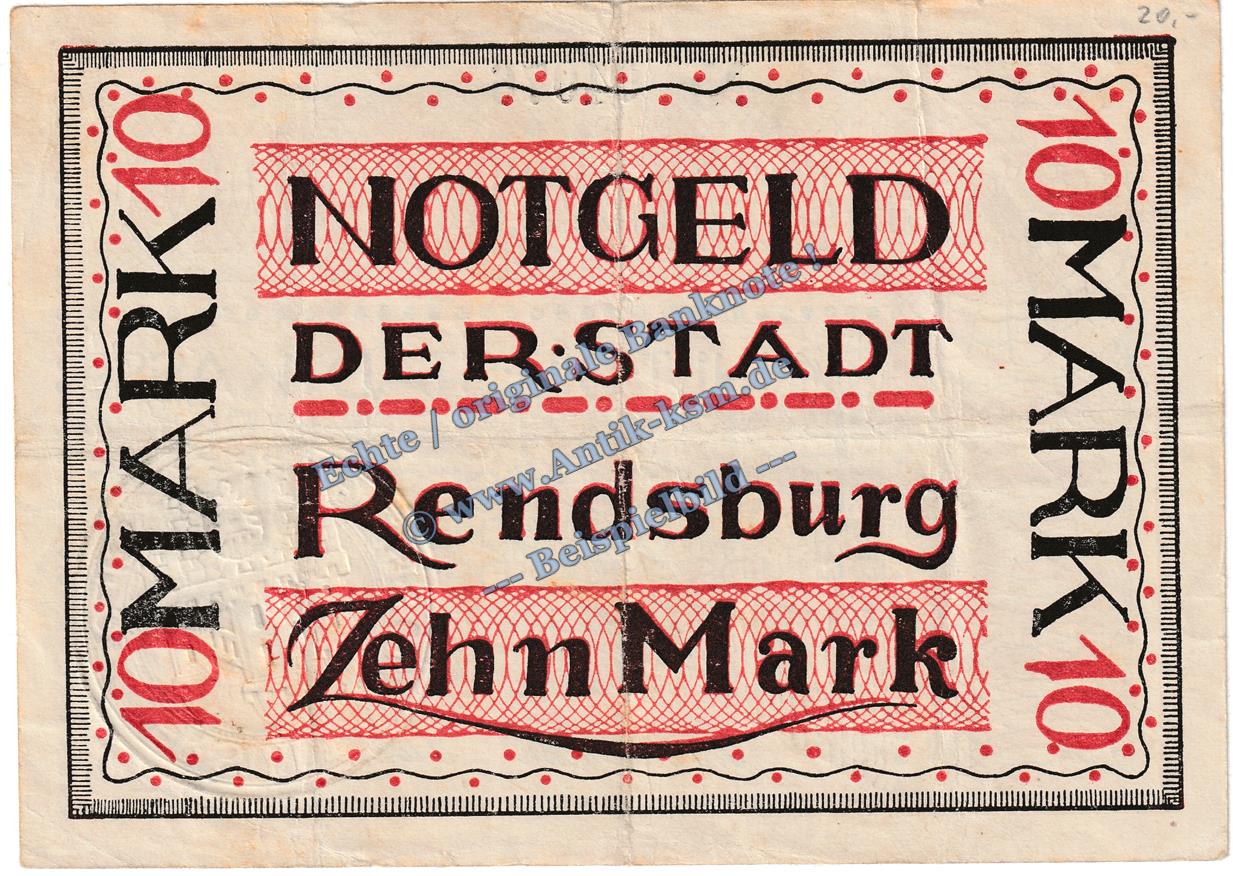 20,-
10 MARK 10
NOTGELD
DER·STADT
Rendsburg
Zehn Mark
10 MARK 10
Echte / originale Banknote !
© www.Antik-ksm.de
--- Beispielbild ---